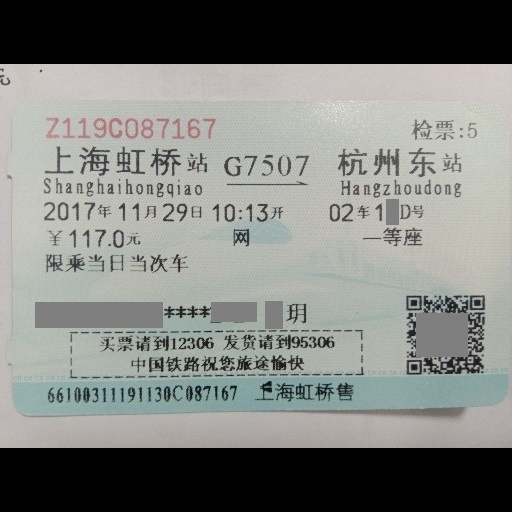 Z119C087167 检票:5
上海虹桥站 G7507 杭州东站
Shanghaihongqiao Hangzhoudong
2017年11月29日10:13开 02车1 D号
￥117.0元 网 一等座
限乘当日当次车
**** 玥
买票请到12306 发货请到95306
中国铁路祝您旅途愉快
66100311191130C087167 上海虹桥售